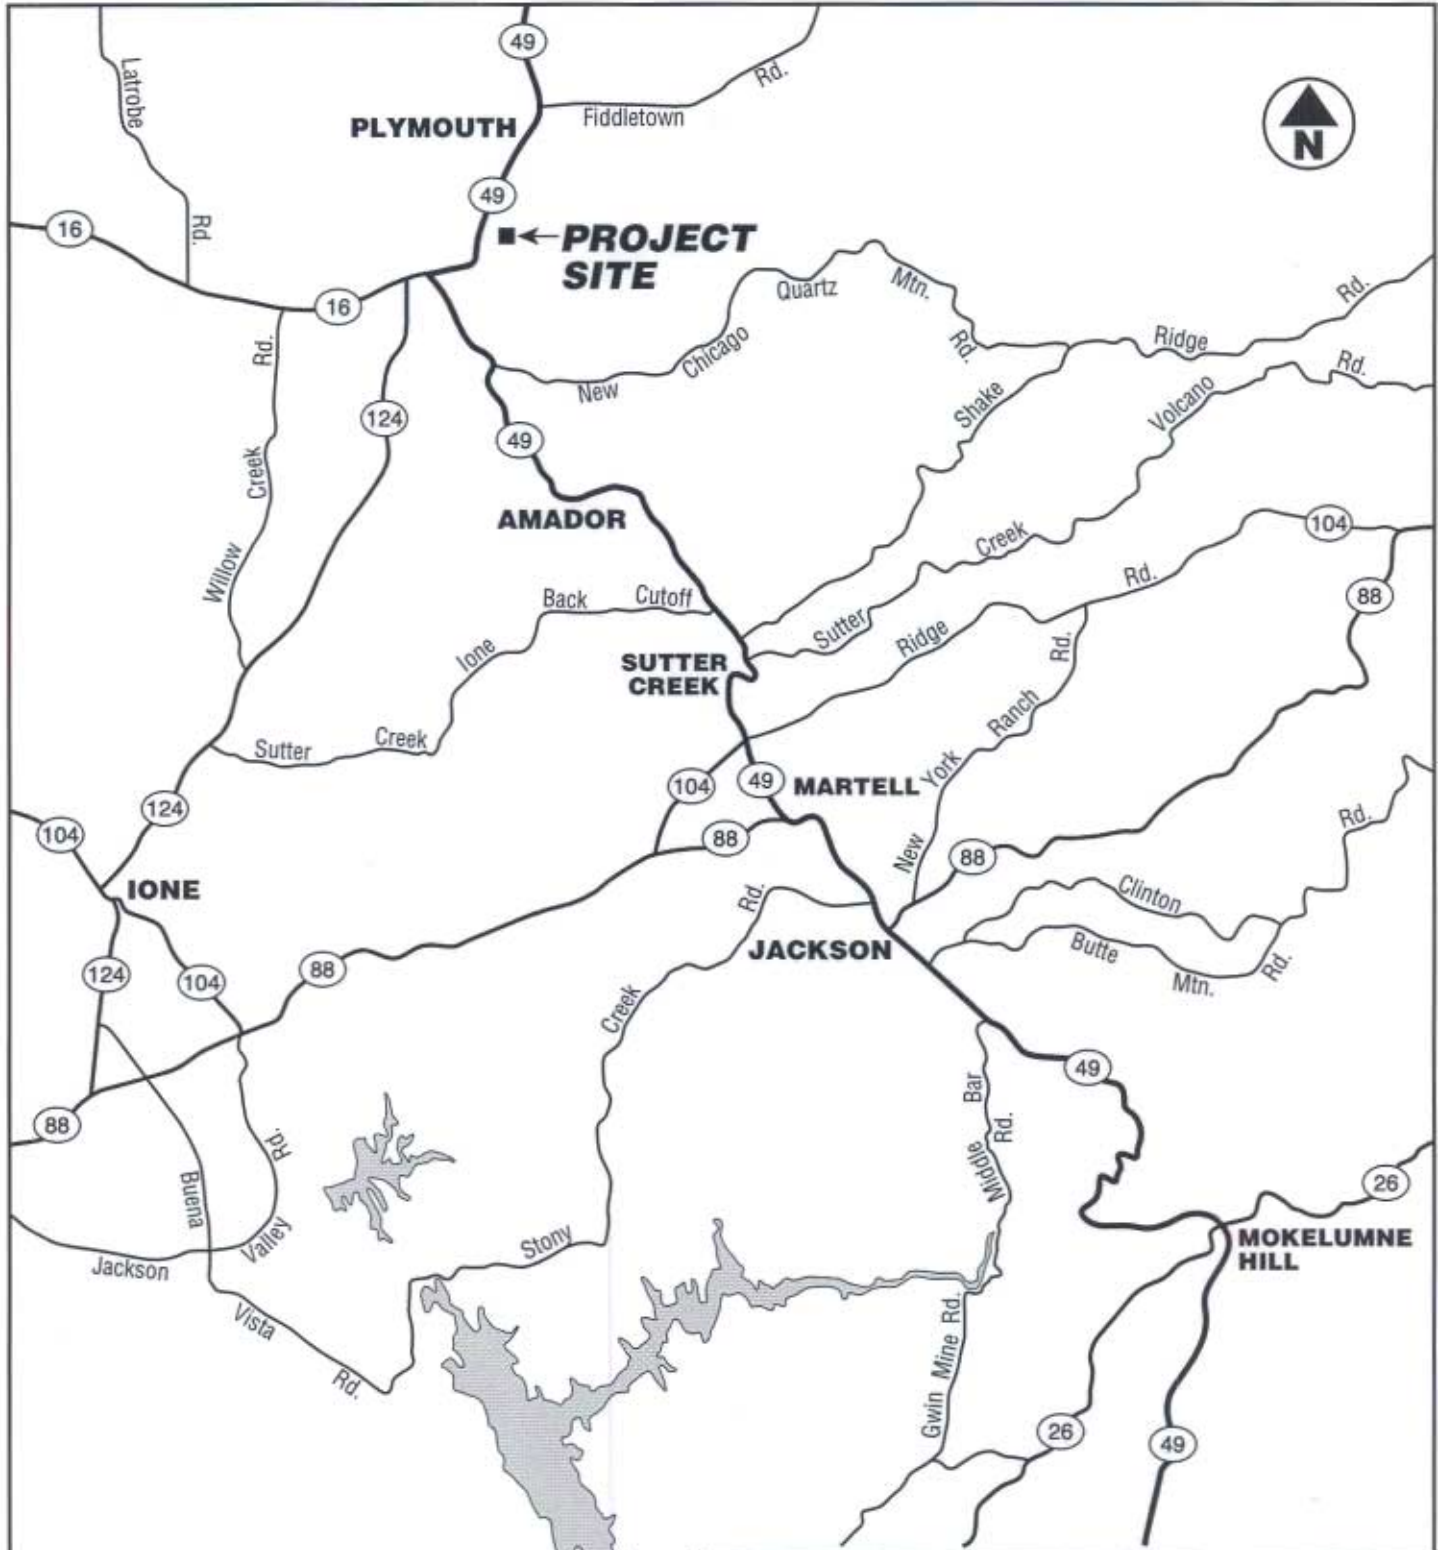 49
Latrobe
Rd.
Fiddletown
Rd.
PLYMOUTH
N
49
16
Rd.
PROJECT
SITE
16
Quartz
Mtn.
Rd.
Rd.
Rd.
New
Chicago
Ridge
Rd.
124
Shake
Volcano
49
Creek
AMADOR
104
Creek
Willow
Back
Cutoff
Rd.
88
Sutter
Ridge
Rd.
Ione
SUTTER
CREEK
Sutter
Creek
Ranch
York
New
104
49
MARTELL
124
104
88
88
Rd.
IONE
Rd.
Clinton
JACKSON
Butte
Mtn.
Rd.
124
104
88
Creek
49
Bar
Rd.
Middle
88
Rd.
Buena
Valley
Jackson
Stony
26
MOKELUMNE
HILL
Vista
Rd.
Gwin Mine Rd.
26
49